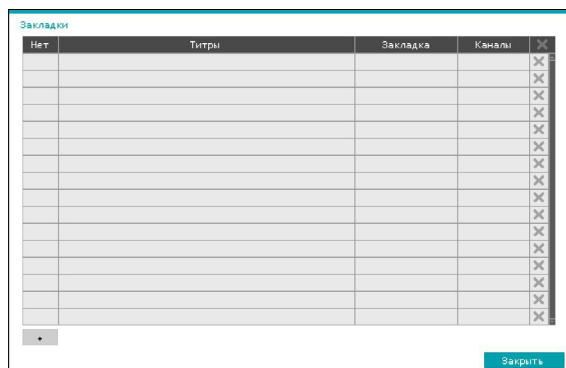 Закладки
Нет Титры Закладка Каналы
+
Закрыть